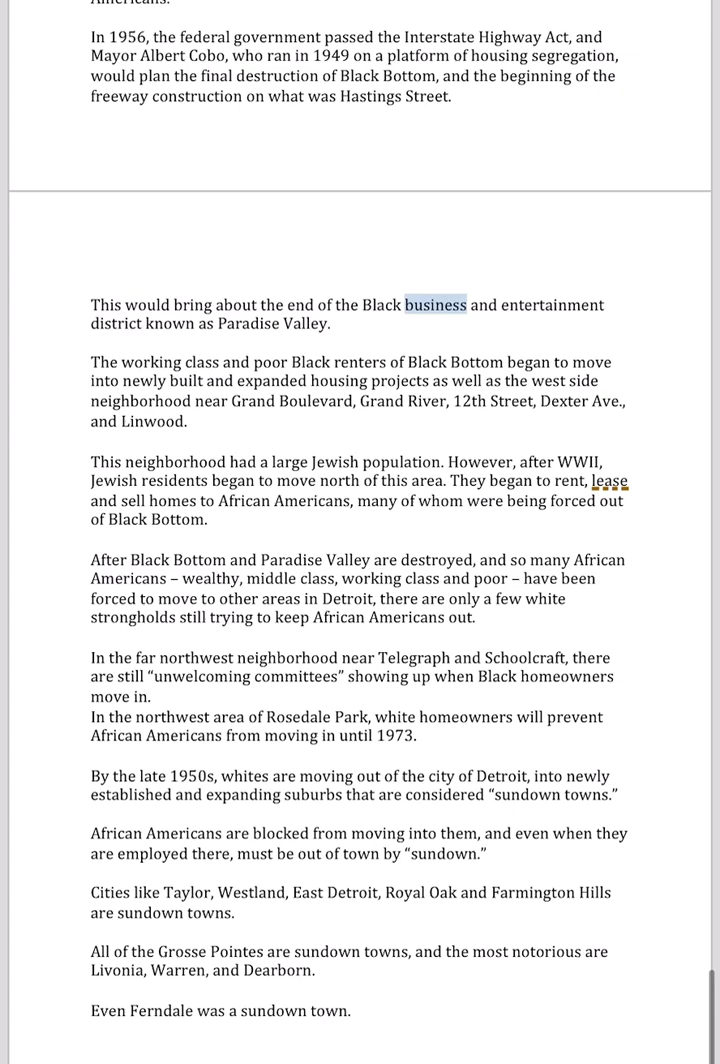 Americans.
In 1956, the federal government passed the Interstate Highway Act, and
Mayor Albert Cobo, who ran in 1949 on a platform of housing segregation,
would plan the final destruction of Black Bottom, and the beginning of the
freeway construction on what was Hastings Street.
This would bring about the end of the Black business and entertainment
district known as Paradise Valley.
The working class and poor Black renters of Black Bottom began to move
into newly built and expanded housing projects as well as the west side
neighborhood near Grand Boulevard, Grand River, 12th Street, Dexter Ave.,
and Linwood.
This neighborhood had a large Jewish population. However, after WWII,
Jewish residents began to move north of this area. They began to rent, lease
and sell homes to African Americans, many of whom were being forced out
of Black Bottom.
After Black Bottom and Paradise Valley are destroyed, and so many African
Americans – wealthy, middle class, working class and poor – have been
forced to move to other areas in Detroit, there are only a few white
strongholds still trying to keep African Americans out.
In the far northwest neighborhood near Telegraph and Schoolcraft, there
are still “unwelcoming committees” showing up when Black homeowners
move in.
In the northwest area of Rosedale Park, white homeowners will prevent
African Americans from moving in until 1973.
By the late 1950s, whites are moving out of the city of Detroit, into newly
established and expanding suburbs that are considered “sundown towns.”
African Americans are blocked from moving into them, and even when they
are employed there, must be out of town by “sundown.”
Cities like Taylor, Westland, East Detroit, Royal Oak and Farmington Hills
are sundown towns.
All of the Grosse Pointes are sundown towns, and the most notorious are
Livonia, Warren, and Dearborn.
Even Ferndale was a sundown town.